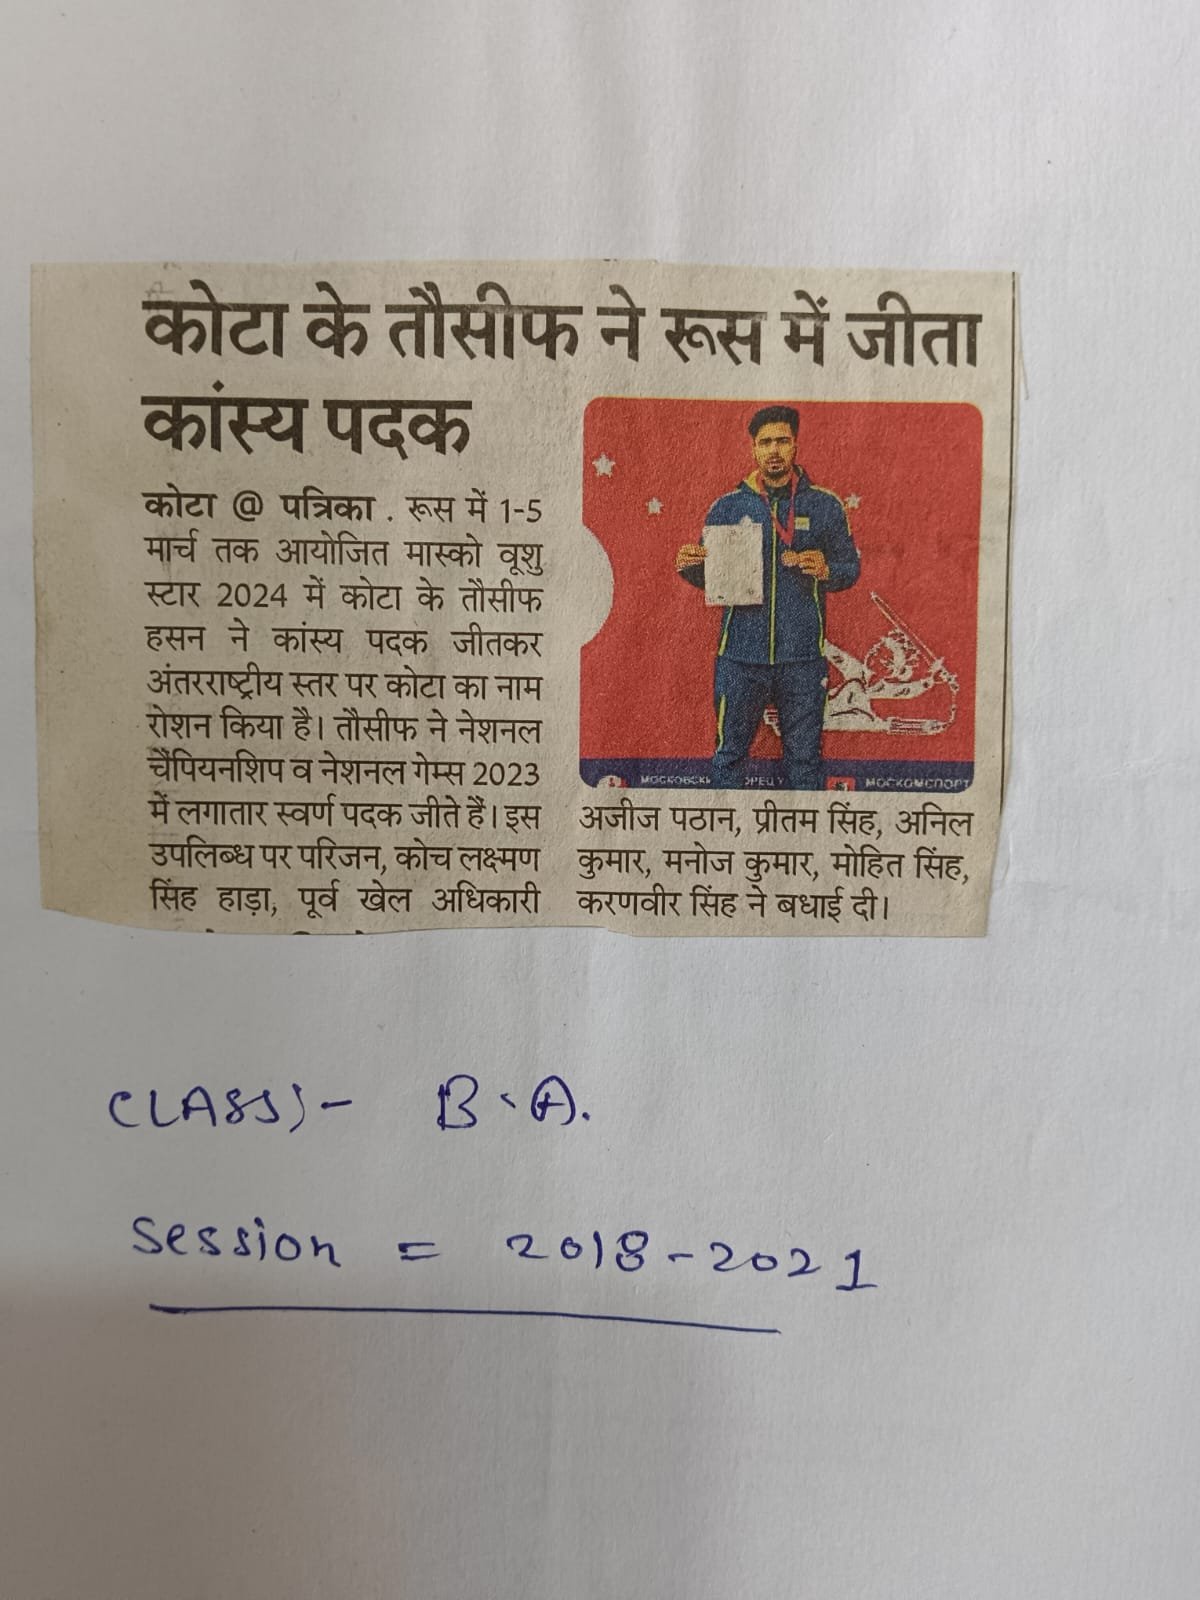 कोटा के तौसीफ ने रूस में जीता
कांस्य पदक
कोटा @ पत्रिका . रूस में 1-5
मार्च तक आयोजित मास्को वूशु
स्टार 2024 में कोटा के तौसीफ
हसन ने कांस्य पदक जीतकर
अंतरराष्ट्रीय स्तर पर कोटा का नाम
रोशन किया है। तौसीफ ने नेशनल
चैंपियनशिप व नेशनल गेम्स 2023
में लगातार स्वर्ण पदक जीते हैं। इस
उपलिब्ध पर परिजन, कोच लक्ष्मण
सिंह हाड़ा, पूर्व खेल अधिकारी
МОСКОМСПОРТ
अजीज पठान, प्रीतम सिंह, अनिल
कुमार, मनोज कुमार, मोहित सिंह,
करणवीर सिंह ने बधाई दी।
CLASS)- B.A.
Session = 2018-2021